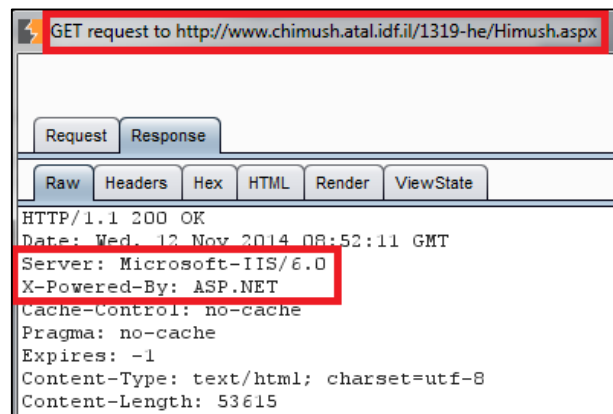 GET request to http://www.chimush.atal.idf.il/1319-he/Himush.aspx
Request Response
Raw Headers Hex HTML Render ViewState
HTTP/1.1 200 OK
Date: Wed, 12 Nov 2014 08:52:11 GMT
Server: Microsoft-IIS/6.0
X-Powered-By: ASP.NET
Cache-Control: no-cache
Pragma: no-cache
Expires: -1
Content-Type: text/html; charset=utf-8
Content-Length: 53615